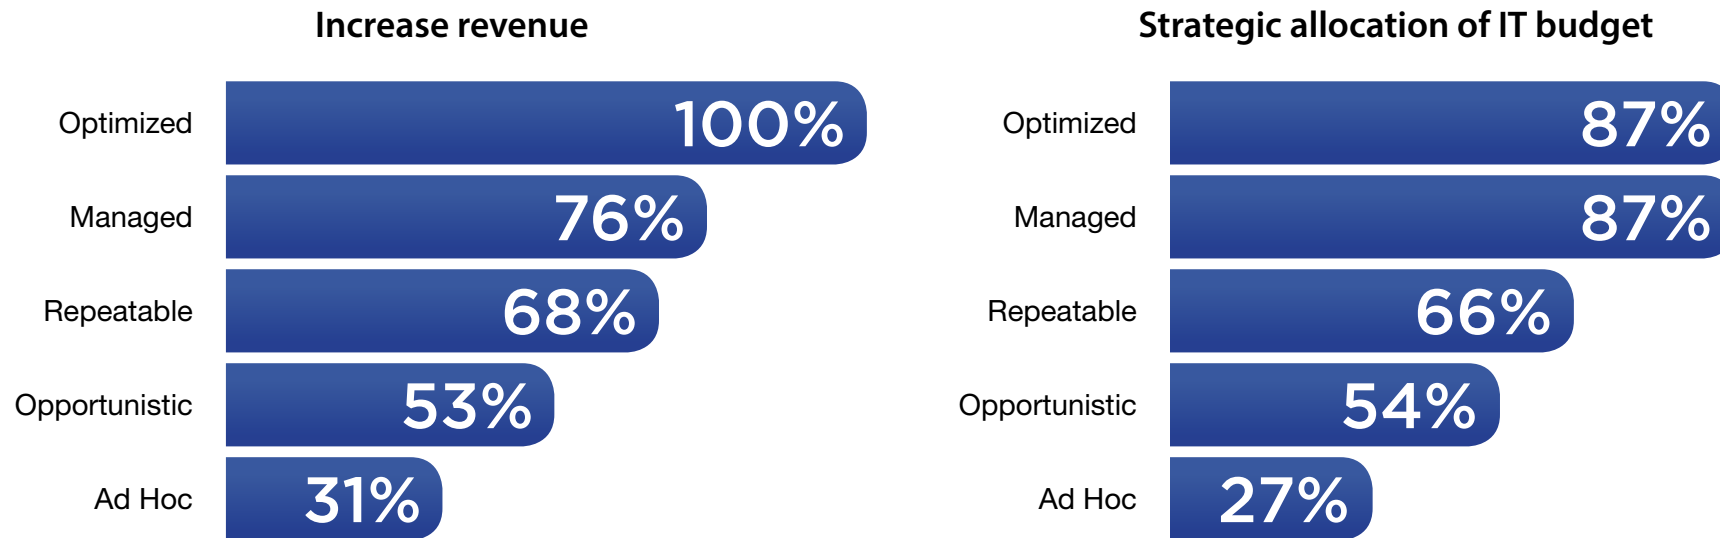 Increase revenue
Optimized 100%
Managed 76%
Repeatable 68%
Opportunistic 53%
Ad Hoc 31%
Strategic allocation of IT budget
Optimized 87%
Managed 87%
Repeatable 66%
Opportunistic 54%
Ad Hoc 27%